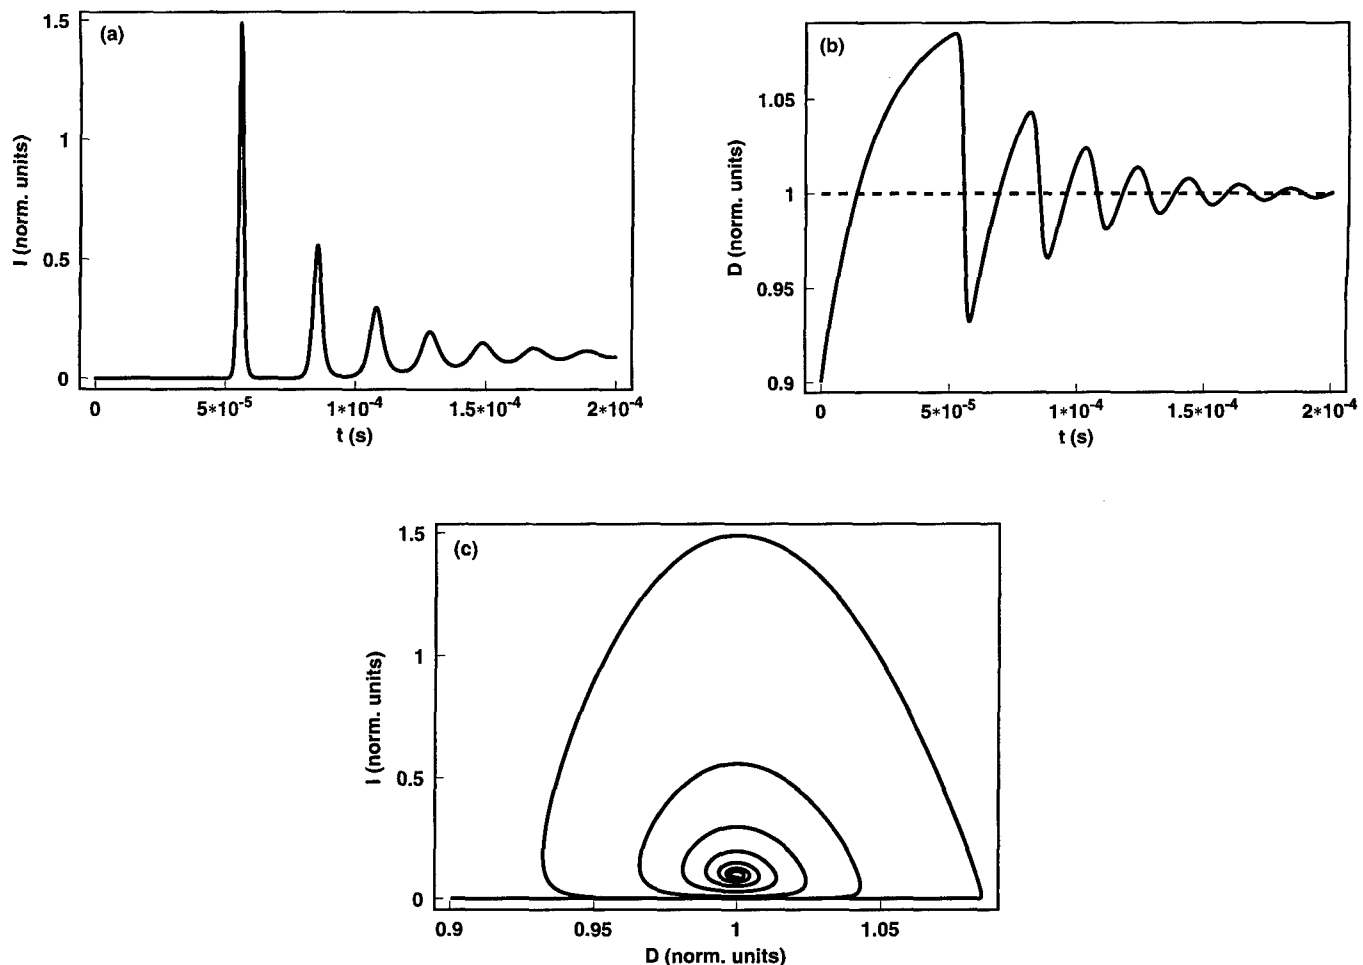 (a)
1.5
1
0.5
0
I (norm. units)
0
5*10-5
1*10-4
1.5*10-4
2*10-4
t (s)
(b)
1.05
1
0.95
0.9
D (norm. units)
0
5*10-5
1*10-4
1.5*10-4
2*10-4
t (s)
(c)
1.5
1
0.5
0
I (norm. units)
0.9
0.95
1
1.05
D (norm. units)